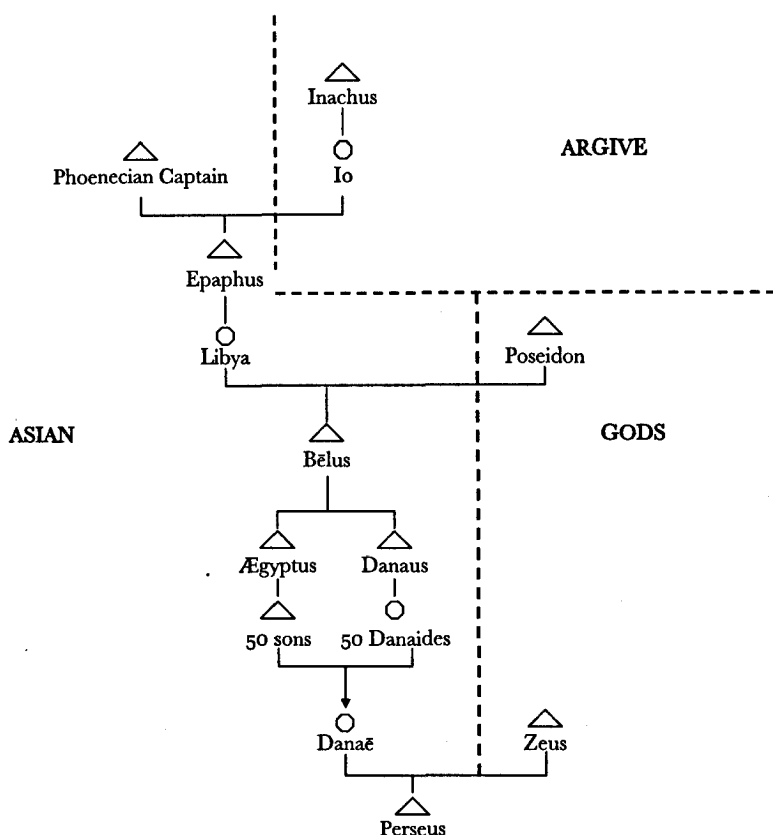 Inachus
ARGIVE
Phoenecian Captain
Io
Epaphus
Libya
Poseidon
ASIAN
GODS
Bēlus
Ægyptus
Danaus
50 sons
50 Danaides
Danaē
Zeus
Perseus